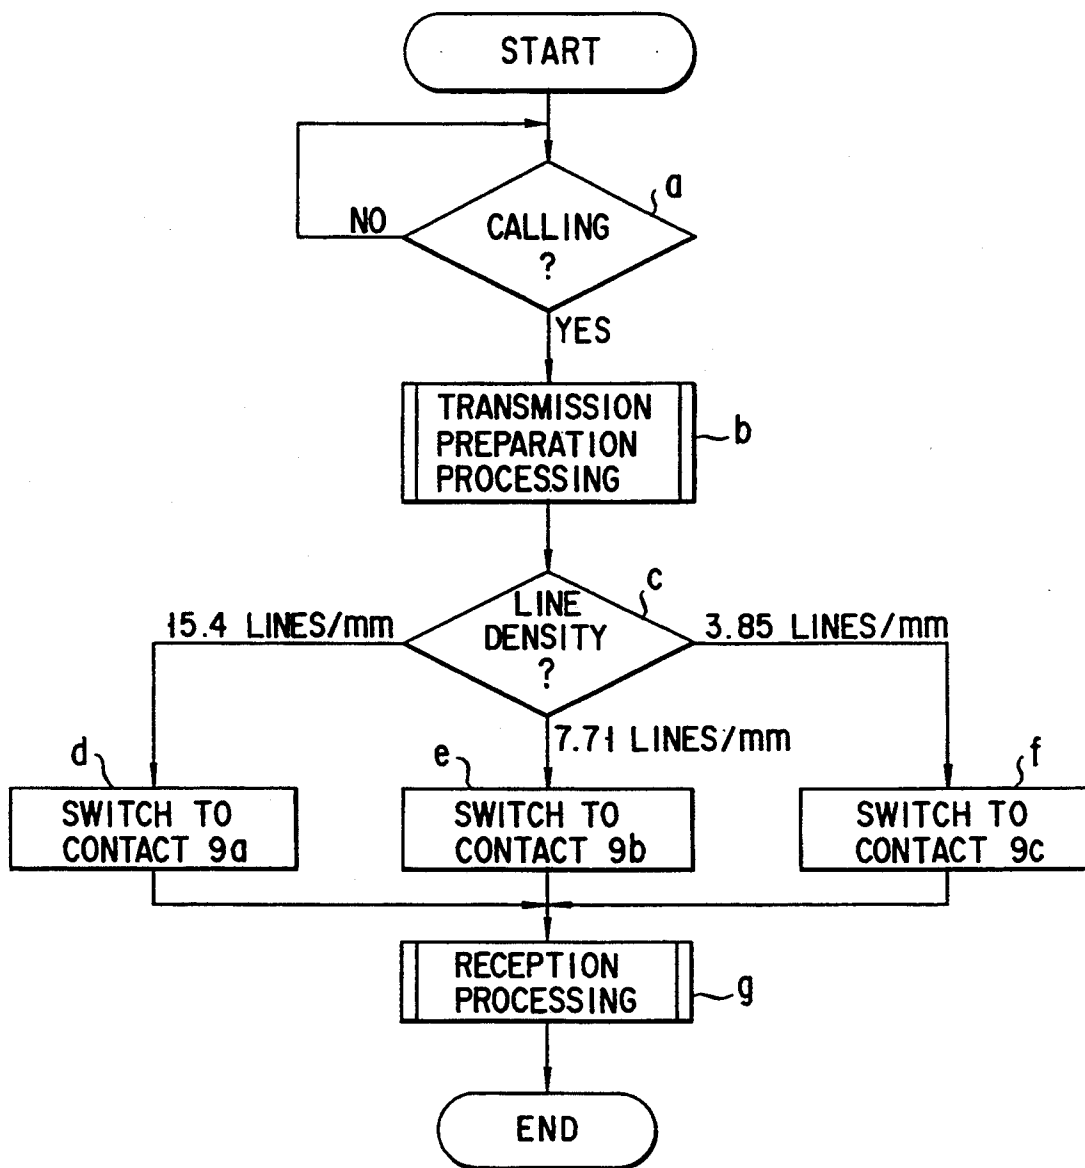 START
a
CALLING
?
NO
YES
TRANSMISSION
PREPARATION
PROCESSING
b
c
LINE
DENSITY
?
15.4 LINES/mm
3.85 LINES/mm
7.71 LINES/mm
d
e
f
SWITCH TO
CONTACT 9a
SWITCH TO
CONTACT 9b
SWITCH TO
CONTACT 9c
RECEPTION
PROCESSING
g
END